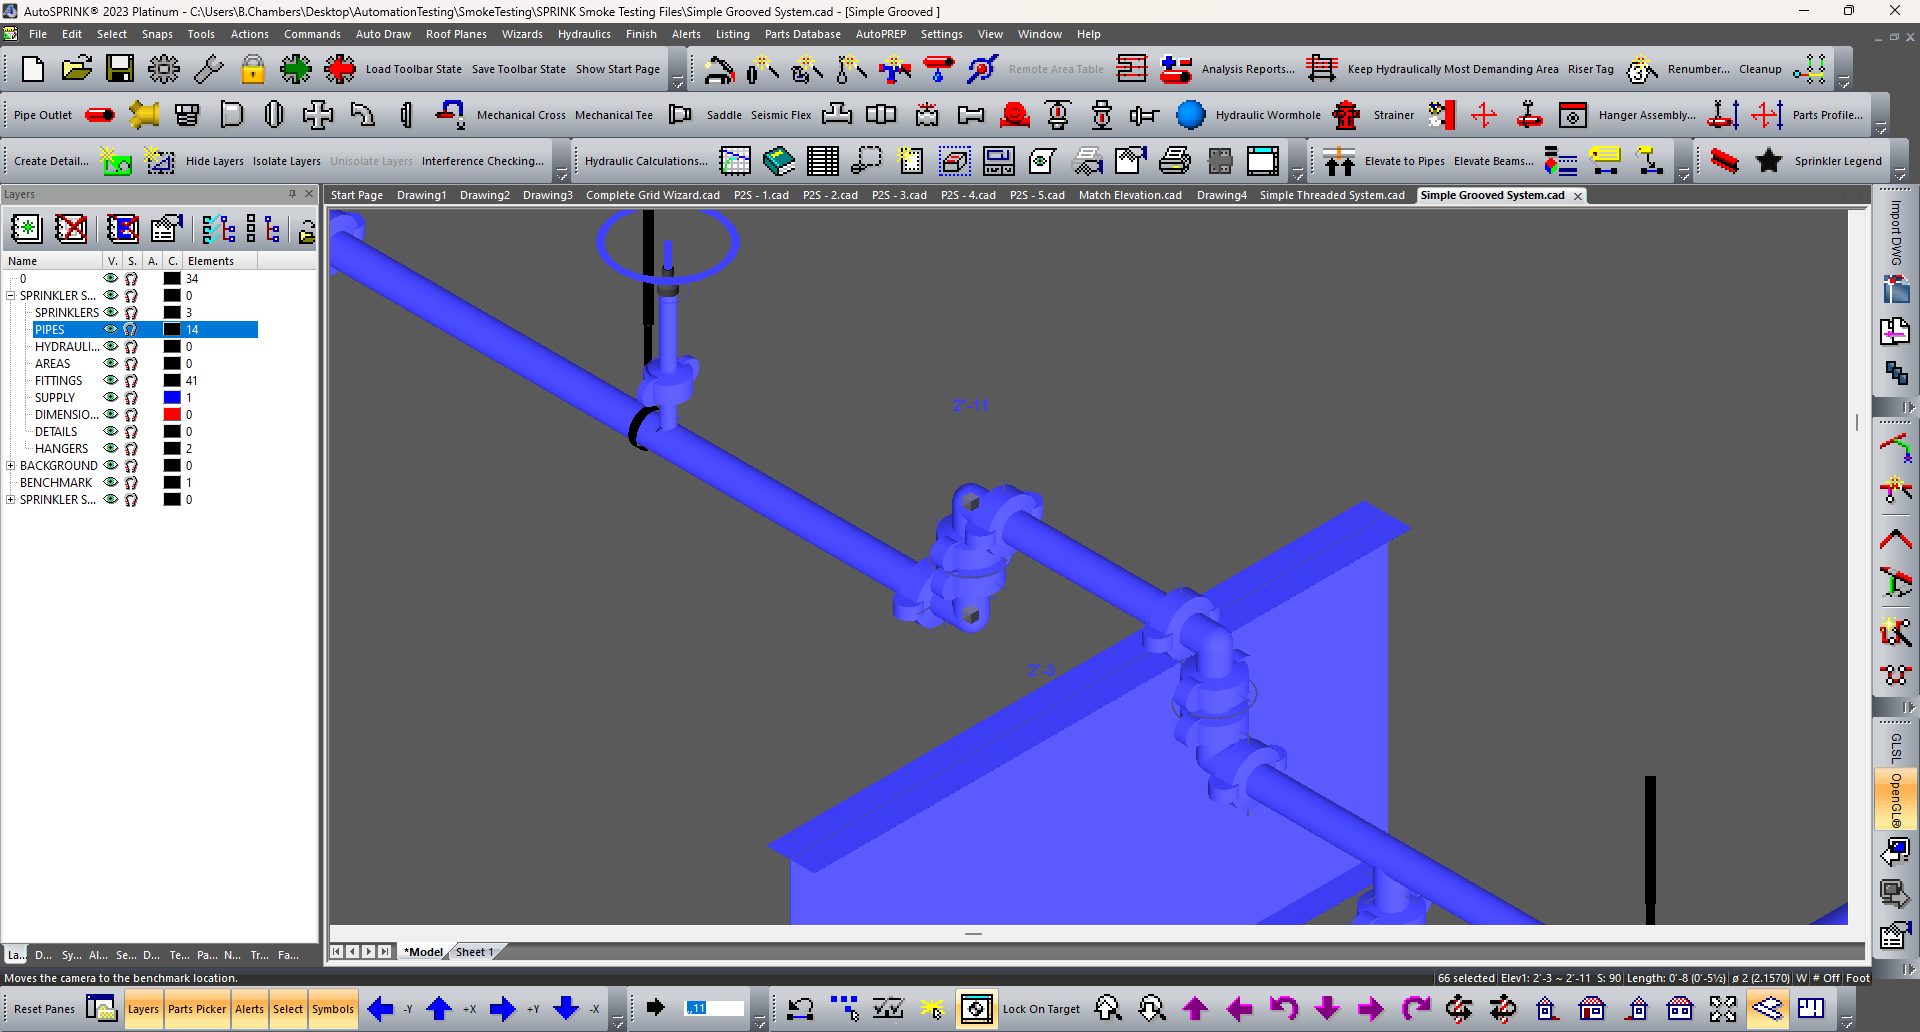 AutoSPRINK® 2023 Platinum - C:\Users\B.Chambers\Desktop\AutomationTesting\SmokeTesting\SPRINK Smoke Testing Files\Simple Grooved System.cad - [Simple Grooved ]
File Edit Select Snaps Tools Actions Commands Auto Draw Roof Planes Wizards Hydraulics Finish Alerts Listing Parts Database AutoPREP Settings View Window Help
Load Toolbar State Save Toolbar State Show Start Page Remote Area Table Analysis Reports... Keep Hydraulically Most Demanding Area Riser Tag Renumber... Cleanup
Pipe Outlet Mechanical Cross Mechanical Tee Saddle Seismic Flex Hydraulic Wormhole Strainer Hanger Assembly... Parts Profile...
Create Detail... Hide Layers Isolate Layers Unisolate Layers Interference Checking... Hydraulic Calculations... Elevate to Pipes Elevate Beams... Sprinkler Legend
Layers
Start Page Drawing1 Drawing2 Drawing3 Complete Grid Wizard.cad P2S - 1.cad P2S - 2.cad P2S - 3.cad P2S - 4.cad P2S - 5.cad Match Elevation.cad Drawing4 Simple Threaded System.cad Simple Grooved System.cad
Name V. S. A. C. Elements
0 34
SPRINKLER S... 0
SPRINKLERS 3
PIPES 14
HYDRAULI... 0
AREAS 0
FITTINGS 41
SUPPLY 1
DIMENSIO... 0
DETAILS 0
HANGERS 2
BACKGROUND 0
BENCHMARK 1
SPRINKLER S... 0
2'-11
2'-3
Import DWG
GLSL
OpenGL®
La... D... Sy... Al... Se... D... Te... Pa... N... Tr... Fa...
*Model Sheet 1
Moves the camera to the benchmark location.
66 selected Elev1: 2'-3 ~ 2'-11 S: 90 Length: 0'-8 (0'-5½) ø 2 (2.1570) W # Off Foot
Reset Panes Layers Parts Picker Alerts Select Symbols -Y +X +Y -X ,,11 Lock On Target